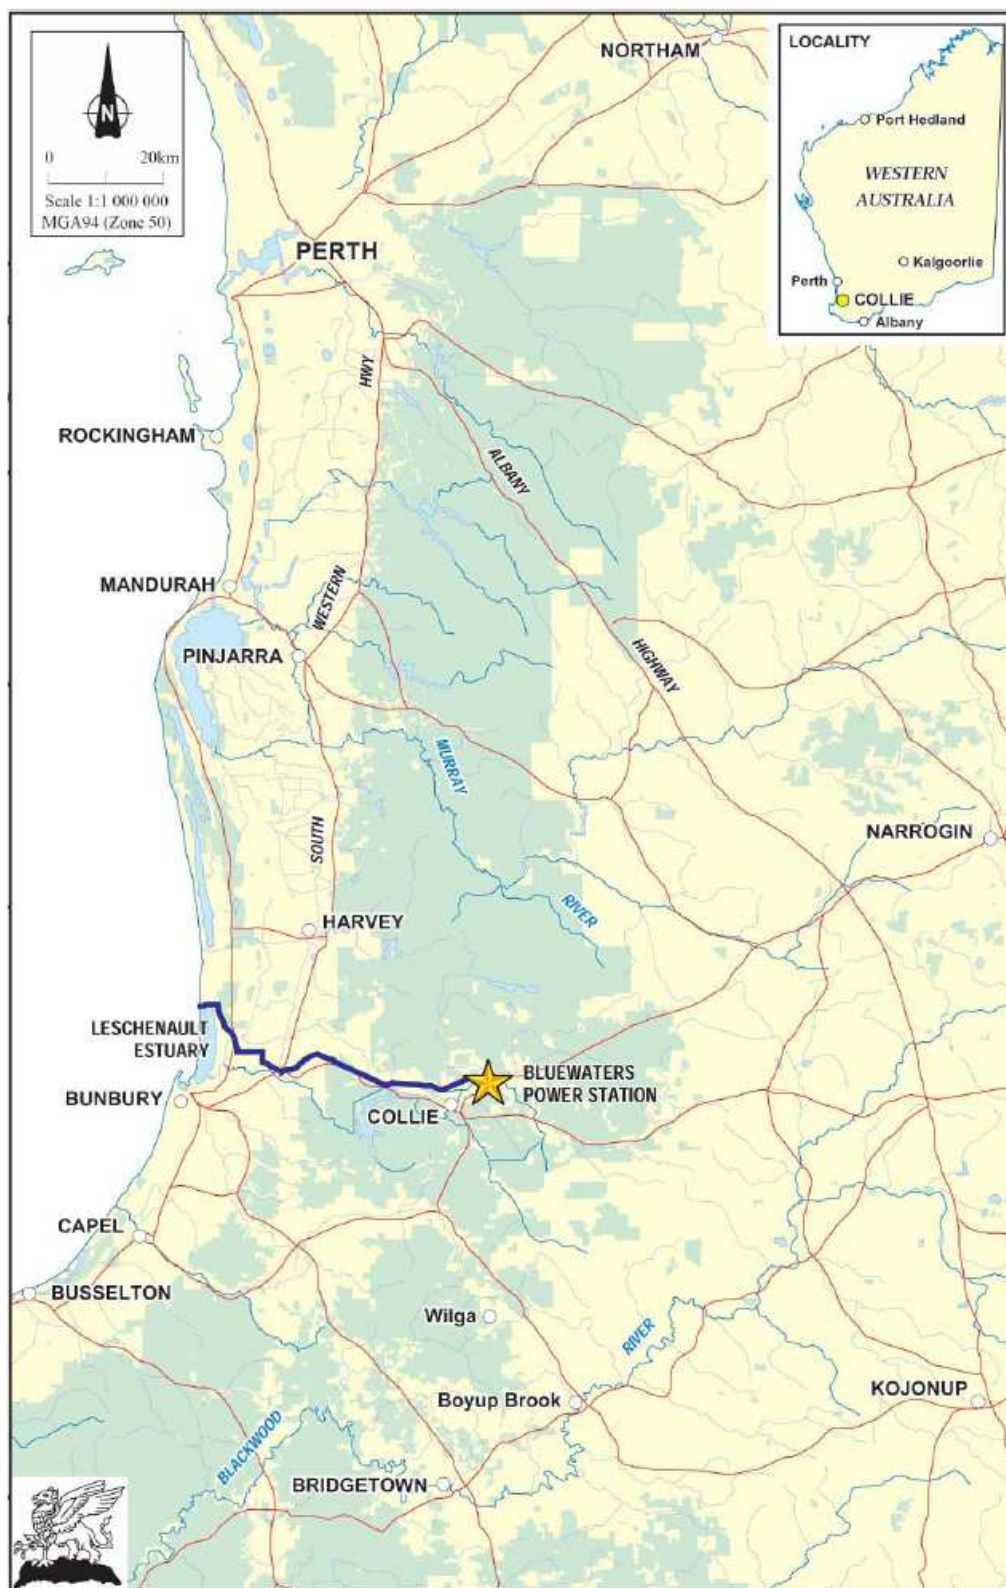 NORTHAM
LOCALITY
N
0 20km
Scale 1:1 000 000
MGA94 (Zone 50)
Port Hedland
WESTERN
AUSTRALIA
Kalgoorlie
Perth
COLLIE
Albany
PERTH
HWY
ROCKINGHAM
ALBANY
MANDURAH
WESTERN
PINJARRA
HIGHWAY
MURRAY
SOUTH
NARROGIN
RIVER
HARVEY
LESCHENAULT
ESTUARY
BLUEWATERS
POWER STATION
BUNBURY
COLLIE
CAPEL
BUSSELTON
Wilga
RIVER
Boyup Brook
KOJONUP
BLACKWOOD
BRIDGETOWN